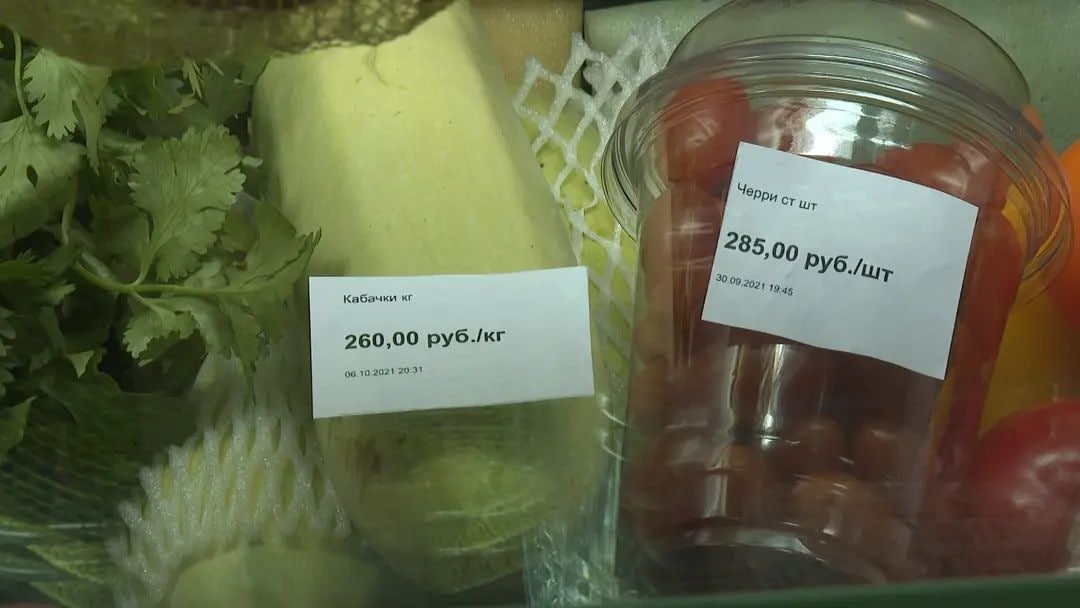 Кабачки кг
260,00 руб./кг
06.10.2021 20:31
Черри ст шт
285,00 руб./шт
30.09.2021 19:45